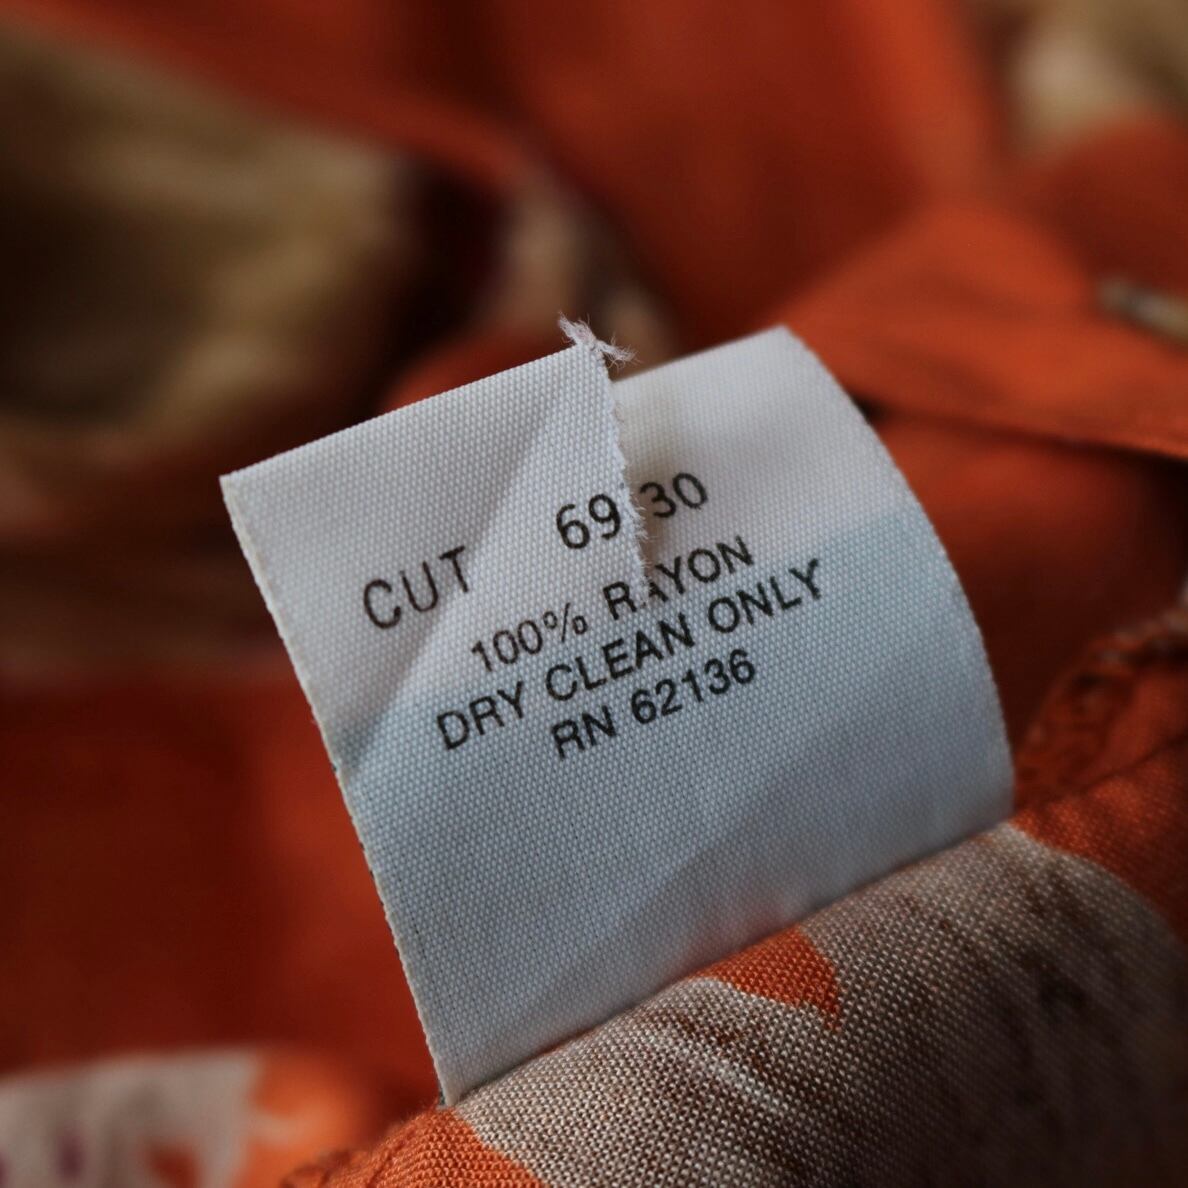 CUT 69 30
100% RAYON
DRY CLEAN ONLY
RN 62136